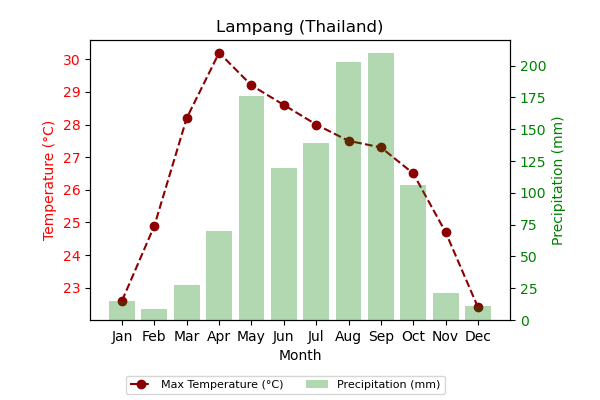 Lampang (Thailand)
Temperature (°C)
30
29
28
27
26
25
24
23
Precipitation (mm)
200
175
150
125
100
75
50
25
0
Jan Feb Mar Apr May Jun Jul Aug Sep Oct Nov Dec
Month
Max Temperature (°C) Precipitation (mm)